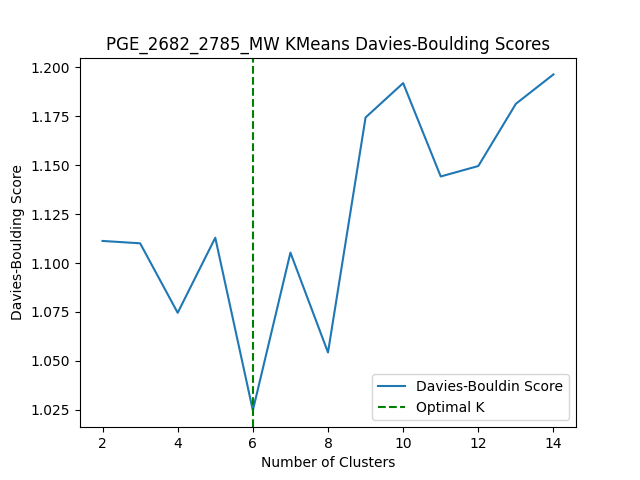 PGE_2682_2785_MW KMeans Davies-Boulding Scores
1.200
1.175
1.150
1.125
1.100
1.075
1.050
1.025
Davies-Boulding Score
Davies-Bouldin Score
Optimal K
2 4 6 8 10 12 14
Number of Clusters